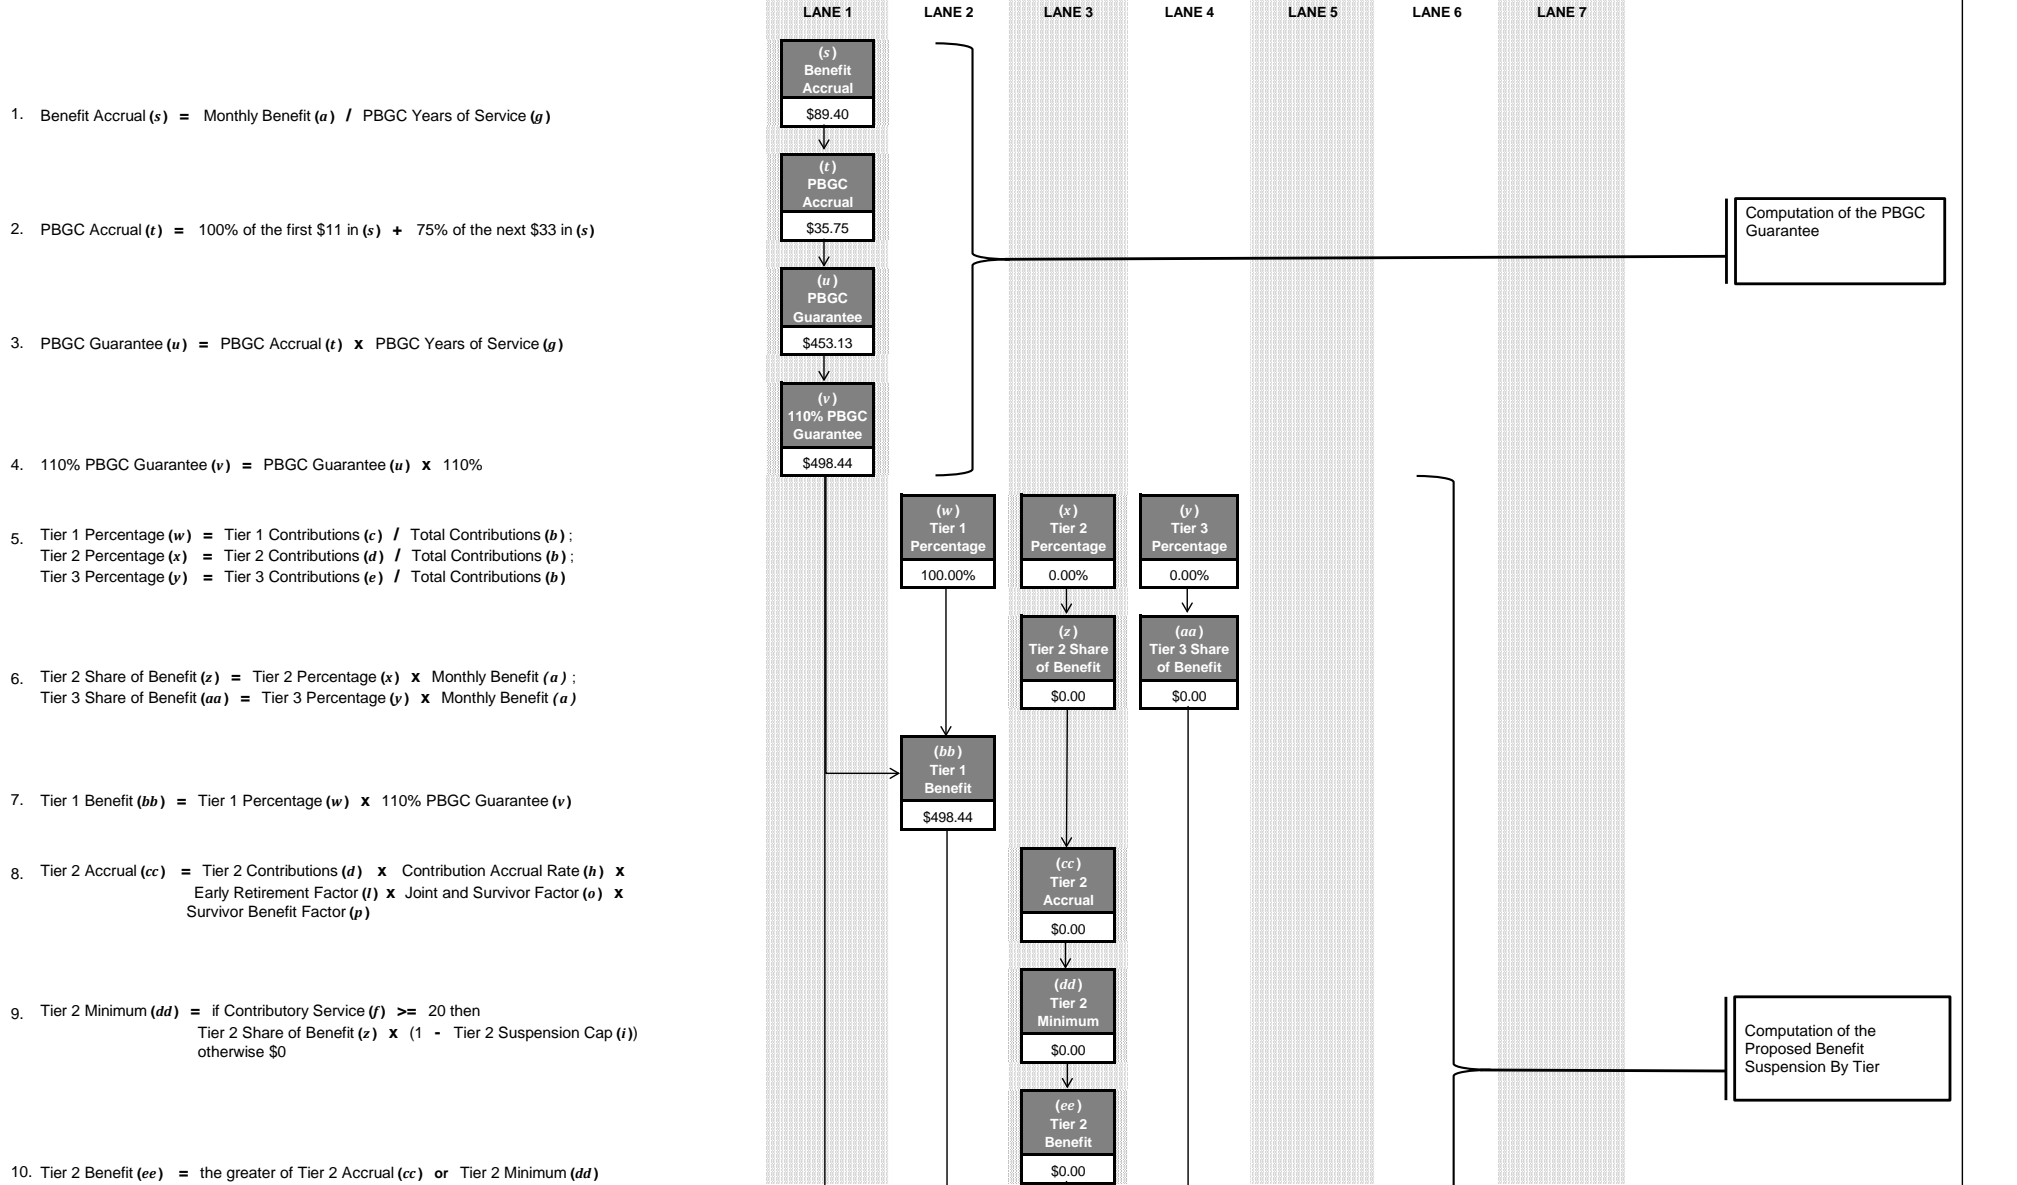 LANE 1 LANE 2 LANE 3 LANE 4 LANE 5 LANE 6 LANE 7
(s)
Benefit
Accrual
1. Benefit Accrual (s) = Monthly Benefit (a) / PBGC Years of Service (g)
$89.40
(t)
PBGC
Accrual
2. PBGC Accrual (t) = 100% of the first $11 in (s) + 75% of the next $33 in (s)
$35.75
Computation of the PBGC
Guarantee
(u)
PBGC
Guarantee
3. PBGC Guarantee (u) = PBGC Accrual (t) x PBGC Years of Service (g)
$453.13
(v)
110% PBGC
Guarantee
4. 110% PBGC Guarantee (v) = PBGC Guarantee (u) x 110%
$498.44
5. Tier 1 Percentage (w) = Tier 1 Contributions (c) / Total Contributions (b) ;
Tier 2 Percentage (x) = Tier 2 Contributions (d) / Total Contributions (b) ;
Tier 3 Percentage (y) = Tier 3 Contributions (e) / Total Contributions (b)
(w)
Tier 1
Percentage
100.00%
(x)
Tier 2
Percentage
0.00%
(y)
Tier 3
Percentage
0.00%
6. Tier 2 Share of Benefit (z) = Tier 2 Percentage (x) x Monthly Benefit (a) ;
Tier 3 Share of Benefit (aa) = Tier 3 Percentage (y) x Monthly Benefit (a)
(z)
Tier 2 Share
of Benefit
$0.00
(aa)
Tier 3 Share
of Benefit
$0.00
7. Tier 1 Benefit (bb) = Tier 1 Percentage (w) x 110% PBGC Guarantee (v)
(bb)
Tier 1
Benefit
$498.44
8. Tier 2 Accrual (cc) = Tier 2 Contributions (d) x Contribution Accrual Rate (h) x
Early Retirement Factor (l) x Joint and Survivor Factor (o) x
Survivor Benefit Factor (p)
(cc)
Tier 2
Accrual
$0.00
9. Tier 2 Minimum (dd) = if Contributory Service (f) >= 20 then
Tier 2 Share of Benefit (z) x (1 - Tier 2 Suspension Cap (i))
otherwise $0
(dd)
Tier 2
Minimum
$0.00
Computation of the
Proposed Benefit
Suspension By Tier
(ee)
Tier 2
Benefit
$0.00
10. Tier 2 Benefit (ee) = the greater of Tier 2 Accrual (cc) or Tier 2 Minimum (dd)